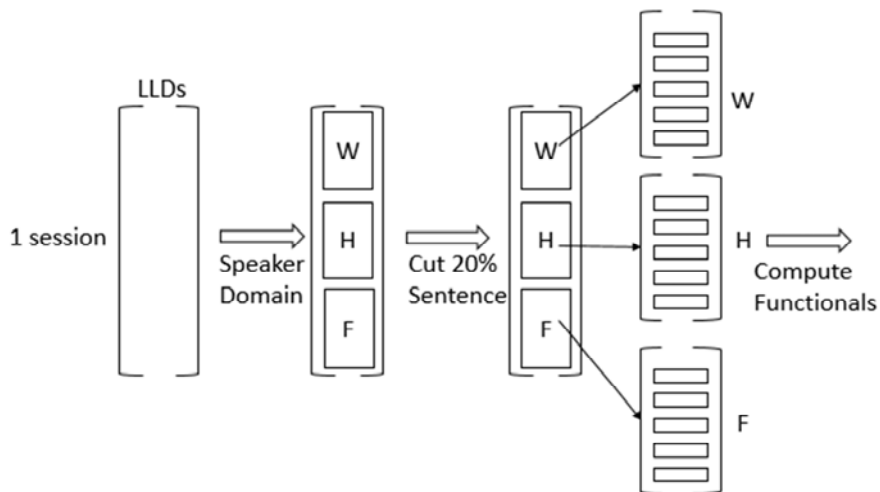 LLDs
1 session
Speaker
Domain
W
H
F
Cut 20%
Sentence
W
H
F
W
H
F
Compute
Functionals